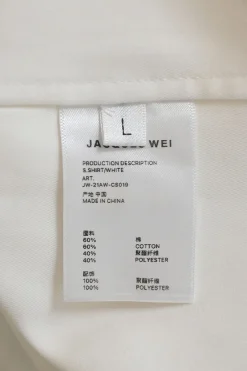 L
JACQUES WEI
PRODUCTION DESCRIPTION
S.SHIRT/WHITE
ART.
JW-21AW-CS019
产地 中国
MADE IN CHINA
面料
60% 棉
60% COTTON
40% 聚酯纤维
40% POLYESTER
配料
100% 聚酯纤维
100% POLYESTER